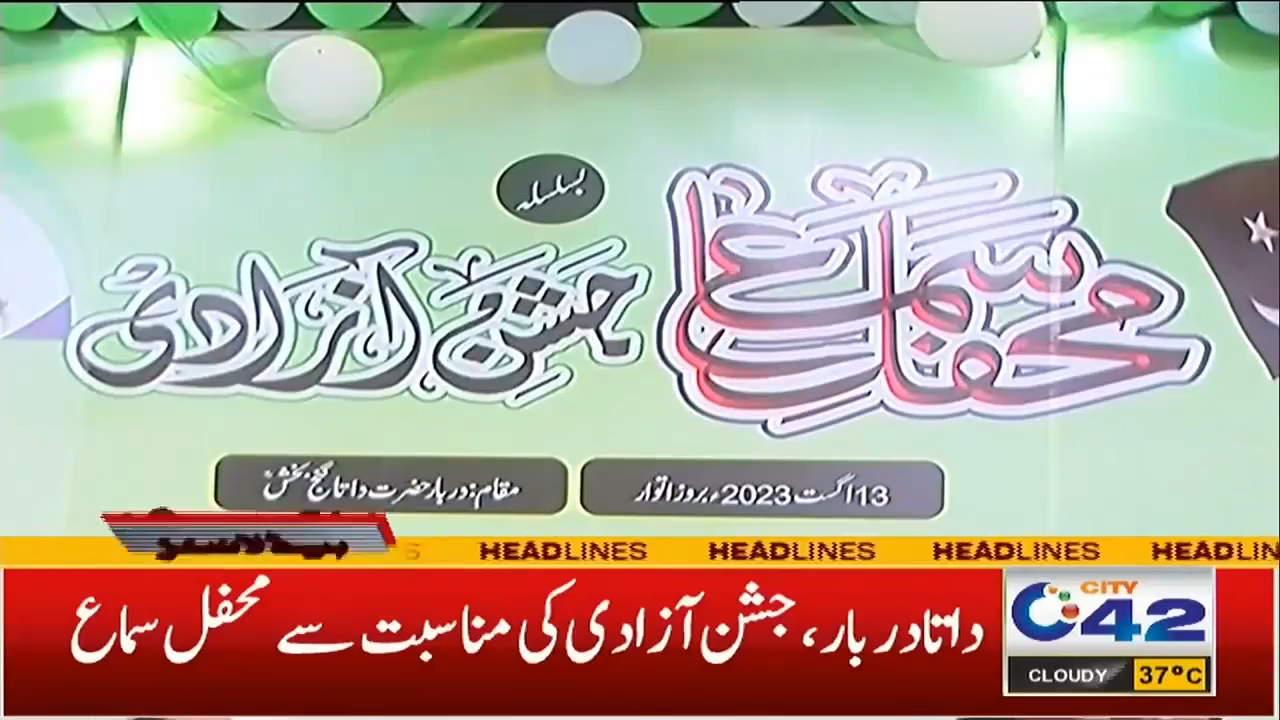 بسلسلہ
محفل سماع جشن آزادی
13 اگست 2023ء بروز اتوار
مقام: دربار حضرت داتا گنج بخشؒ
HEADLINES HEADLINES HEADLINES HEADLIN
داتا دربار، جشن آزادی کی مناسبت سے محفل سماع
CITY
42
CLOUDY 37°C